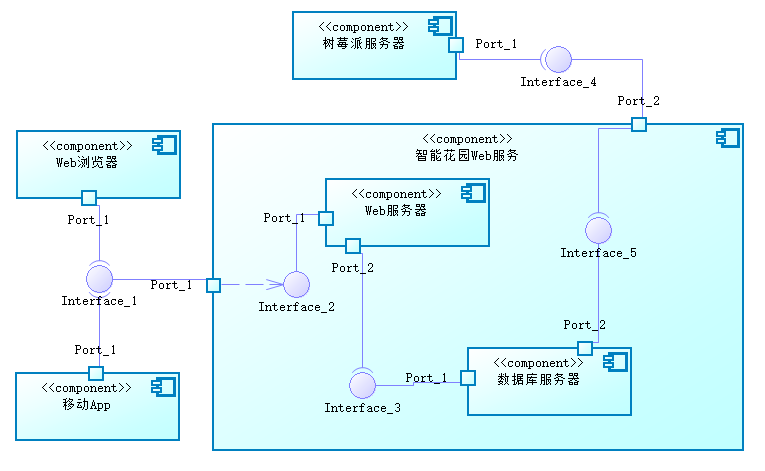 <<component>>
树莓派服务器
Port_1
Interface_4
Port_2
<<component>>
智能花园Web服务
<<component>>
Web浏览器
Port_1
<<component>>
Web服务器
Port_1
Port_2
Interface_5
Interface_1
Port_1
Interface_2
Port_2
Port_1
<<component>>
移动App
Interface_3
Port_1
<<component>>
数据库服务器